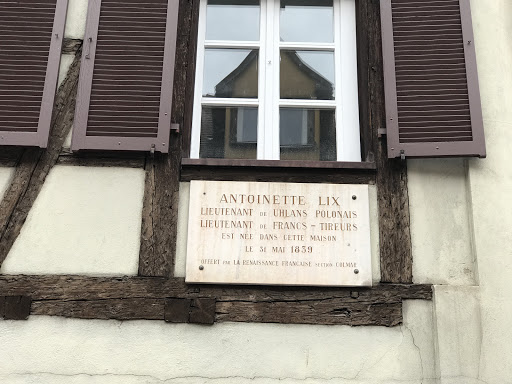 ANTOINETTE LIX
LIEUTENANT DE UHLANS POLONAIS
LIEUTENANT DE FRANCS-TIREURS
EST NÉE DANS CETTE MAISON
LE 31 MAI 1839
OFFERT PAR LA RENAISSANCE FRANÇAISE SECTION COLMAR